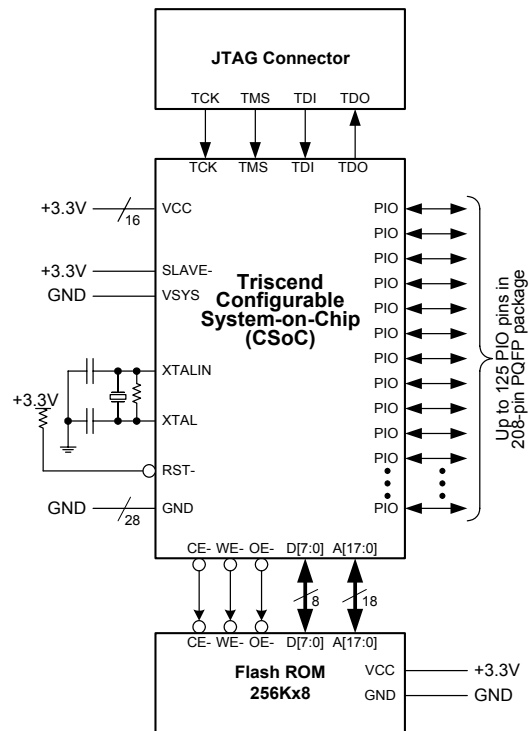 JTAG Connector
TCK TMS TDI TDO
TCK TMS TDI TDO
+3.3V 16 VCC
PIO
PIO
PIO
+3.3V SLAVE-
PIO
GND VSYS
PIO
Triscend
Configurable
System-on-Chip
(CSoC)
PIO
PIO
XTALIN
PIO
+3.3V
PIO
XTAL
PIO
PIO
RST-
GND 28 GND
PIO
Up to 125 PIO pins in
208-pin PQFP package
CE- WE- OE- D[7:0] A[17:0]
8 18
CE- WE- OE- D[7:0] A[17:0]
Flash ROM
256Kx8
VCC +3.3V
GND GND